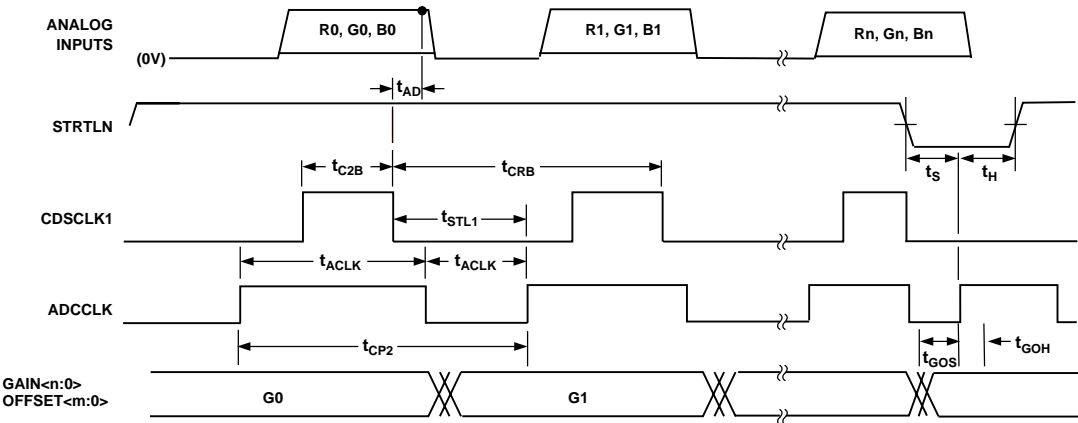 ANALOG
INPUTS
(0V)
R0, G0, B0
R1, G1, B1
Rn, Gn, Bn
tAD
STRTLN
tC2B
tCRB
tS
tH
CDSCLK1
tSTL1
tACLK
tACLK
ADCCLK
tCP2
tGOS
tGOH
GAIN<n:0>
OFFSET<m:0>
G0
G1